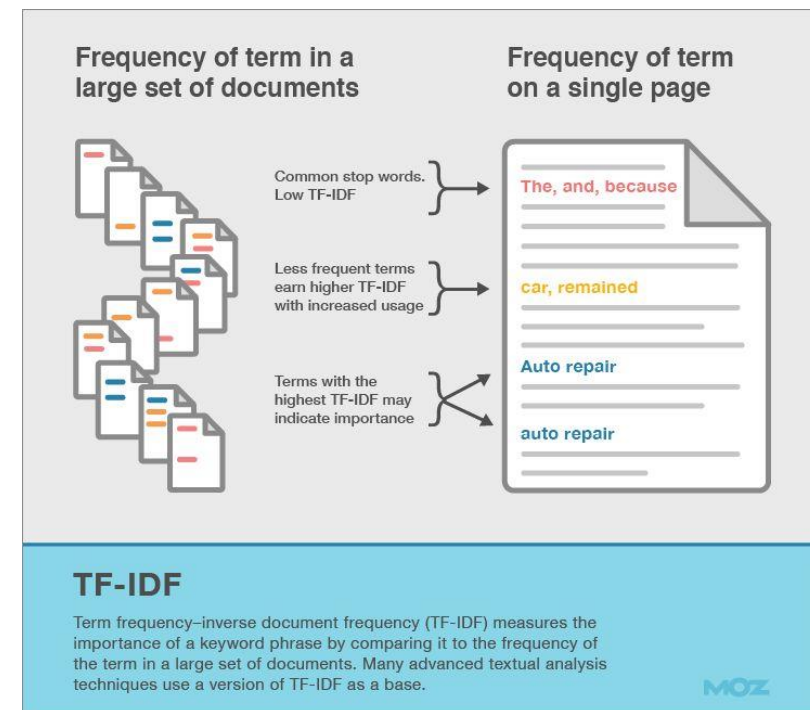 Frequency of term in a
large set of documents
Frequency of term
on a single page
Common stop words.
Low TF-IDF
The, and, because
Less frequent terms
earn higher TF-IDF
with increased usage
car, remained
Terms with the
highest TF-IDF may
indicate importance
Auto repair
auto repair
TF-IDF
Term frequency–inverse document frequency (TF-IDF) measures the
importance of a keyword phrase by comparing it to the frequency of
the term in a large set of documents. Many advanced textual analysis
techniques use a version of TF-IDF as a base.
MOZ